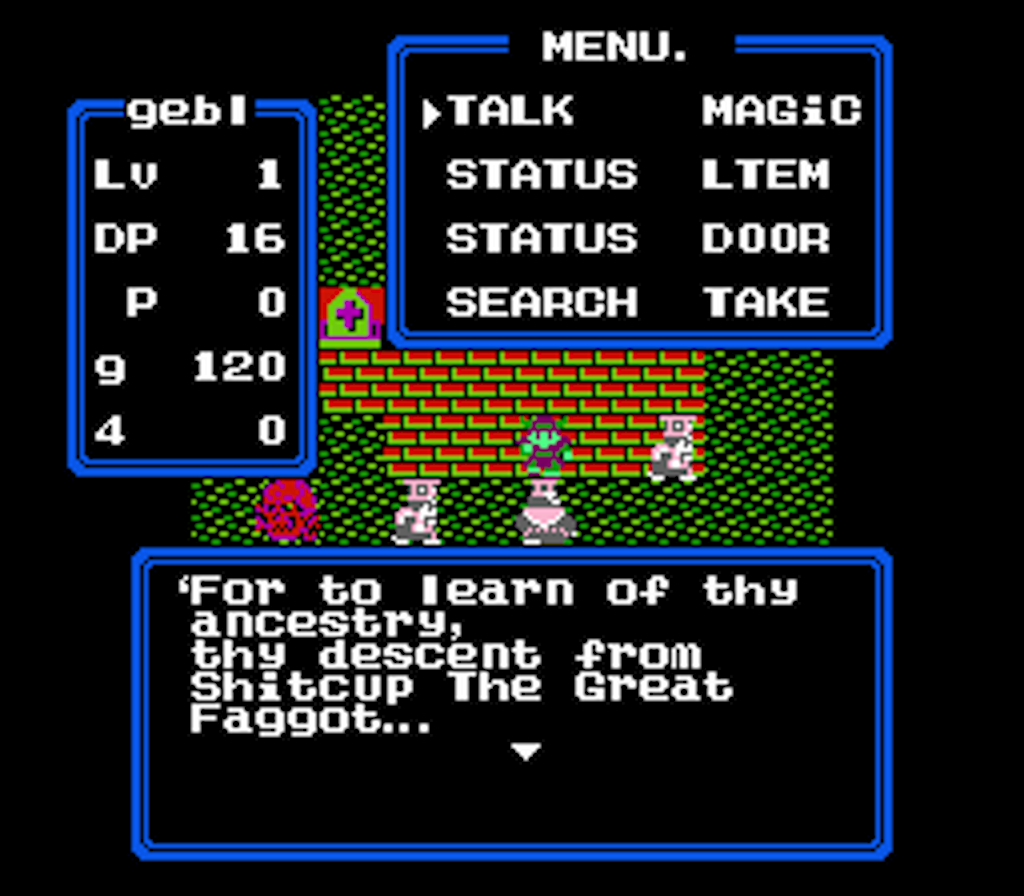 MENU.
TALK MAGiC
STATUS LTEM
STATUS DOOR
SEARCH TAKE
gebl
Lv 1
DP 16
P 0
g 120
4 0
‘For to learn of thy
ancestry,
thy descent from
Shitcup The Great
Faggot...